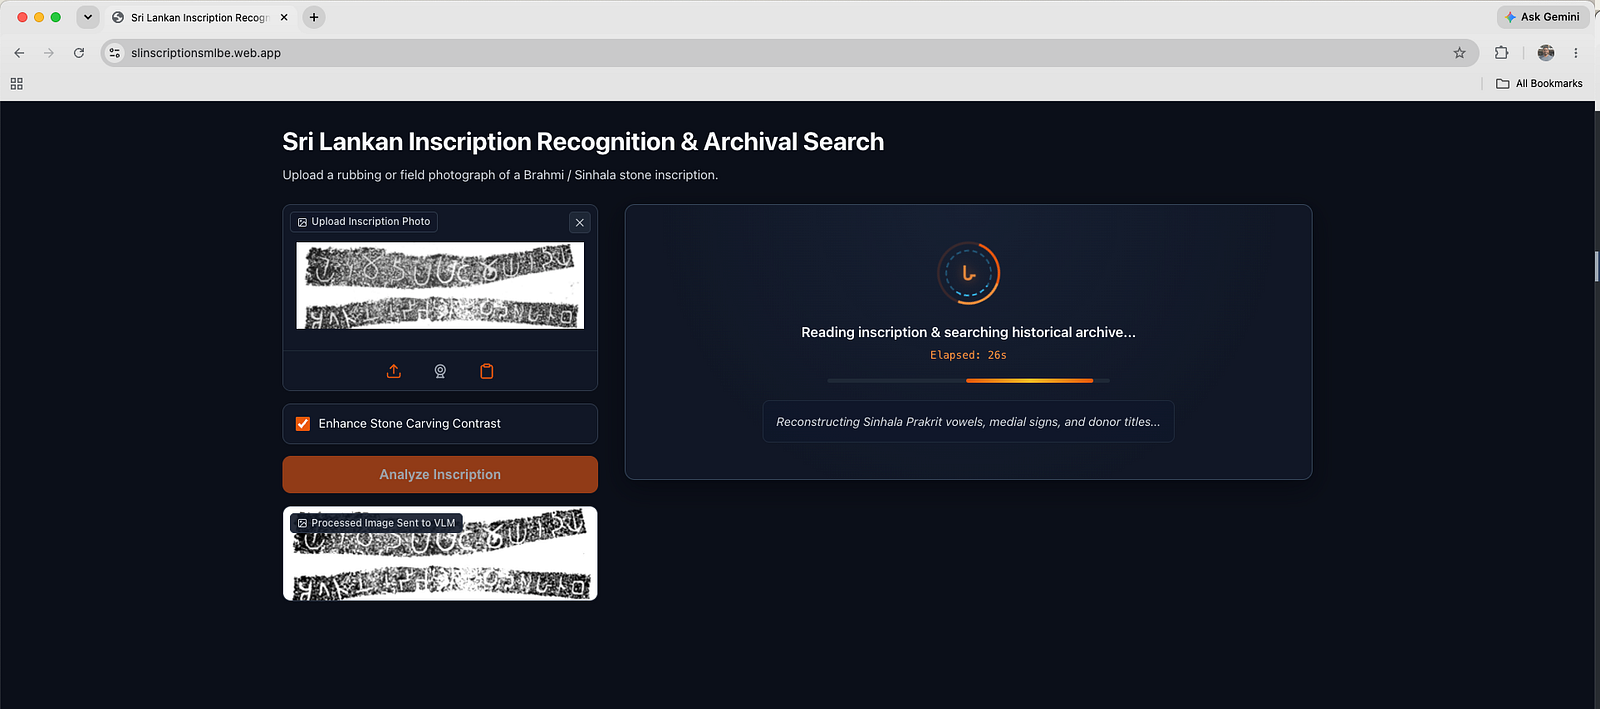 Sri Lankan Inscription Recogn
Ask Gemini
slinscriptionsmlbe.web.app
All Bookmarks
Sri Lankan Inscription Recognition & Archival Search
Upload a rubbing or field photograph of a Brahmi / Sinhala stone inscription.
Upload Inscription Photo
Enhance Stone Carving Contrast
Analyze Inscription
Processed Image Sent to VLM
Reading inscription & searching historical archive...
Elapsed: 26s
Reconstructing Sinhala Prakrit vowels, medial signs, and donor titles...